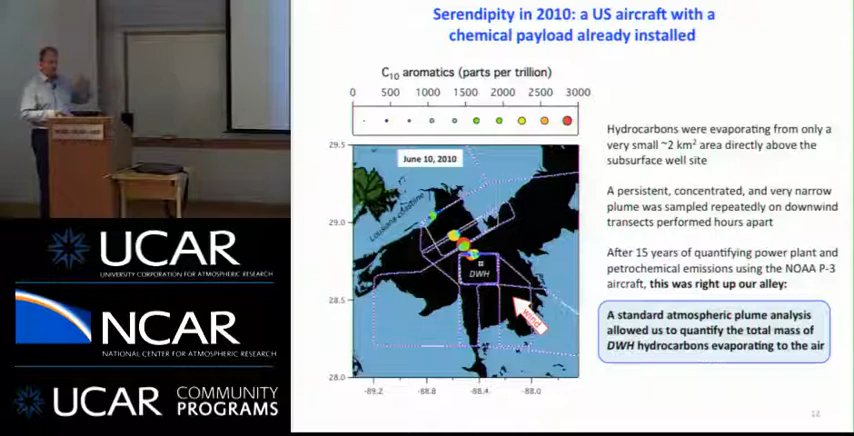 Serendipity in 2010: a US aircraft with a
chemical payload already installed
C10 aromatics (parts per trillion)
0 500 1000 1500 2000 2500 3000
29.5
June 10, 2010
Louisiana coastline
29.0
DWH
28.5
wind
28.0
-89.2 -88.8 -88.4 -88.0
Hydrocarbons were evaporating from only a
very small ~2 km2 area directly above the
subsurface well site
A persistent, concentrated, and very narrow
plume was sampled repeatedly on downwind
transects performed hours apart
After 15 years of quantifying power plant and
petrochemical emissions using the NOAA P-3
aircraft, this was right up our alley:
A standard atmospheric plume analysis
allowed us to quantify the total mass of
DWH hydrocarbons evaporating to the air
UCAR
UNIVERSITY CORPORATION FOR ATMOSPHERIC RESEARCH
NCAR
NATIONAL CENTER FOR ATMOSPHERIC RESEARCH
UCAR COMMUNITY
PROGRAMS